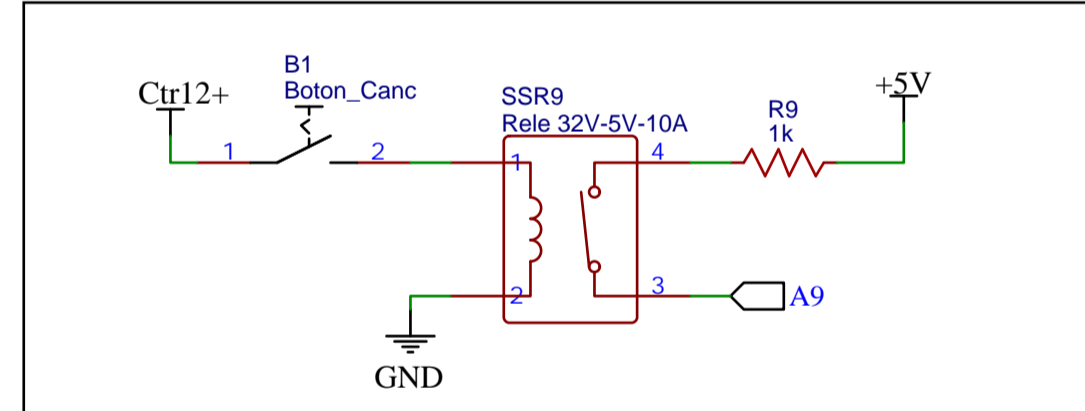 B1
Boton_Canc
Ctr12+
1
2
SSR9
Rele 32V-5V-10A
1
2
4
3
R9
1k
+5V
A9
GND